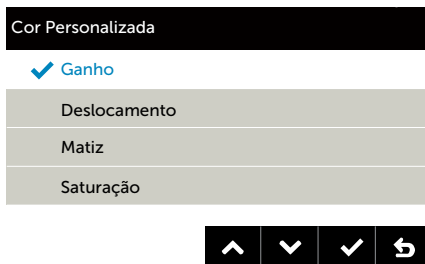 Cor Personalizada
Ganho
Deslocamento
Matiz
Saturação